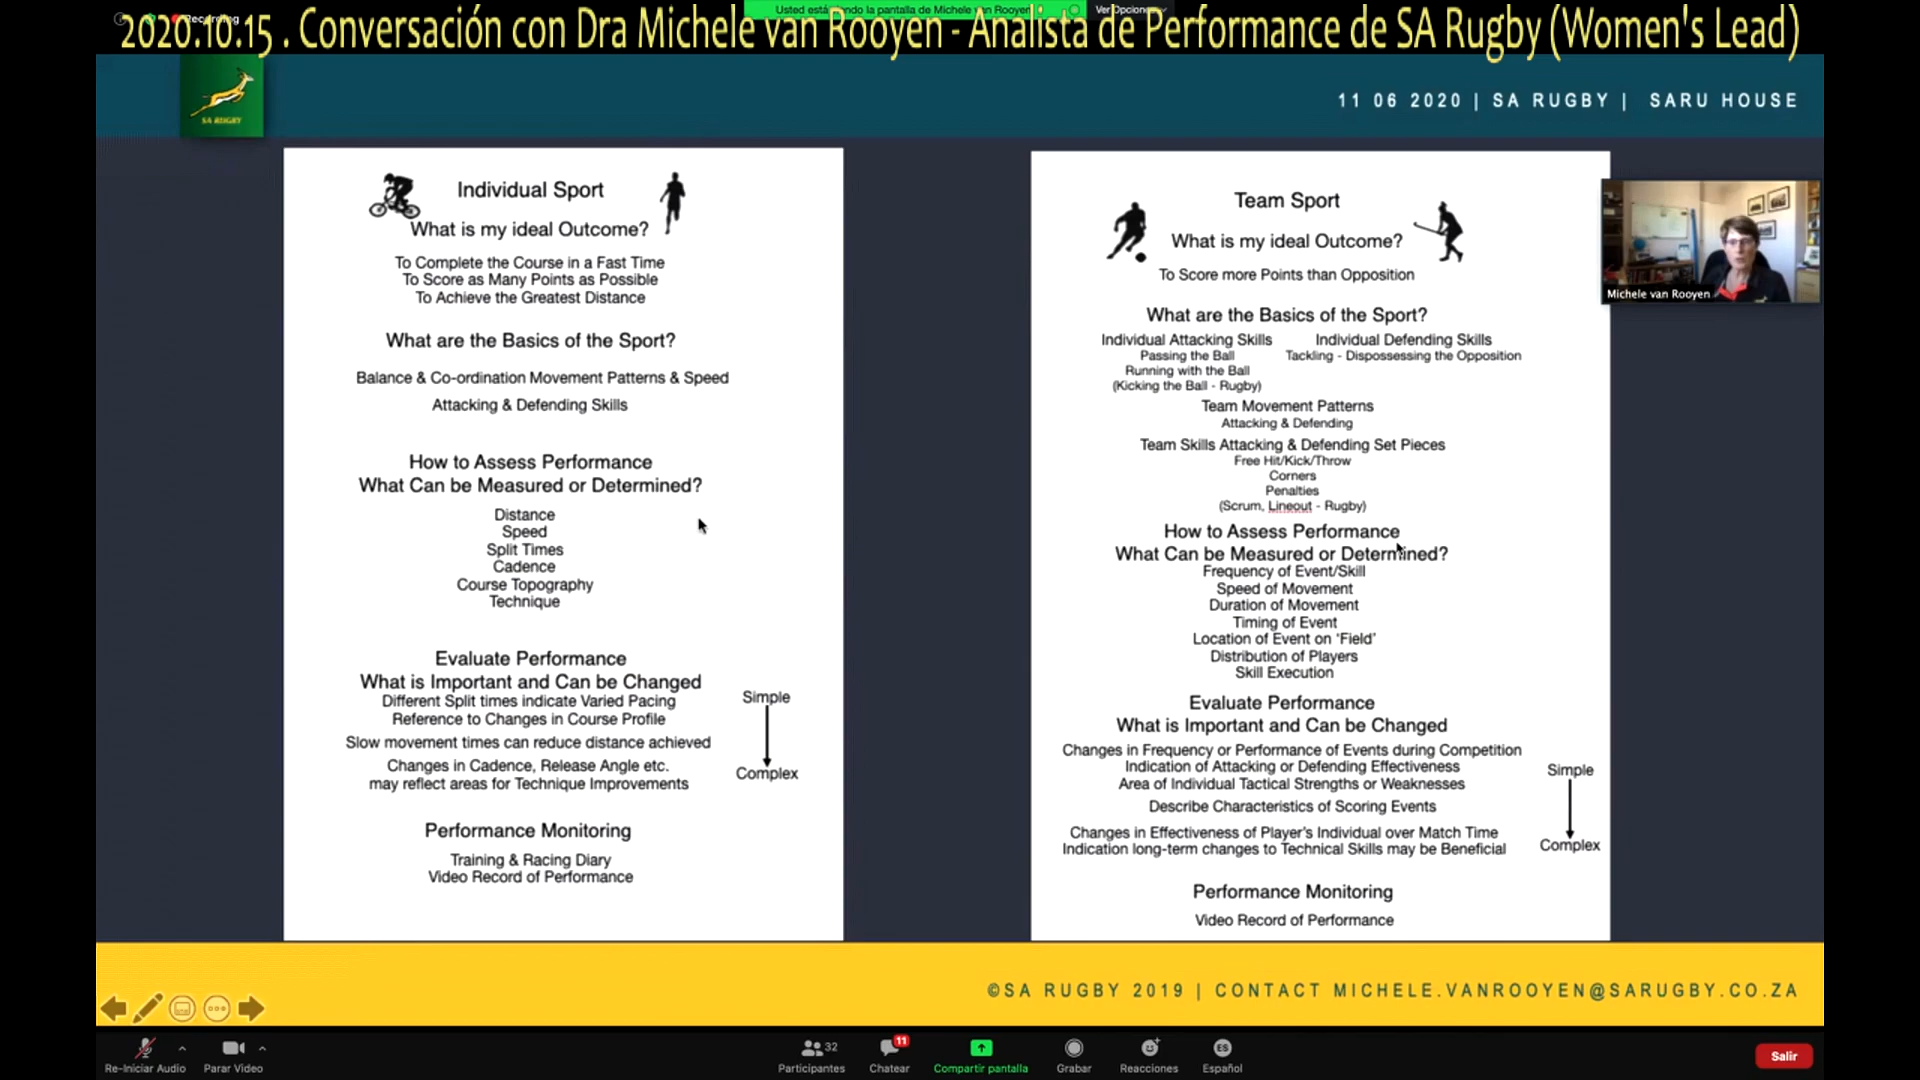 Recording
Usted está viendo la pantalla de Michele van Rooyen
Ver Opciones
2020.10.15 . Conversación con Dra Michele van Rooyen - Analista de Performance de SA Rugby (Women's Lead)
SA RUGBY
11 06 2020 | SA RUGBY | SARU HOUSE
Individual Sport
What is my ideal Outcome?
To Complete the Course in a Fast Time
To Score as Many Points as Possible
To Achieve the Greatest Distance
What are the Basics of the Sport?
Balance & Co-ordination Movement Patterns & Speed
Attacking & Defending Skills
How to Assess Performance
What Can be Measured or Determined?
Distance
Speed
Split Times
Cadence
Course Topography
Technique
Evaluate Performance
What is Important and Can be Changed
Different Split times indicate Varied Pacing
Reference to Changes in Course Profile
Slow movement times can reduce distance achieved
Changes in Cadence, Release Angle etc.
may reflect areas for Technique Improvements
Simple
Complex
Performance Monitoring
Training & Racing Diary
Video Record of Performance
Team Sport
What is my ideal Outcome?
To Score more Points than Opposition
What are the Basics of the Sport?
Individual Attacking Skills
Passing the Ball
Running with the Ball
(Kicking the Ball - Rugby)
Individual Defending Skills
Tackling - Dispossessing the Opposition
Team Movement Patterns
Attacking & Defending
Team Skills Attacking & Defending Set Pieces
Free Hit/Kick/Throw
Corners
Penalties
(Scrum, Lineout - Rugby)
How to Assess Performance
What Can be Measured or Determined?
Frequency of Event/Skill
Speed of Movement
Duration of Movement
Timing of Event
Location of Event on ‘Field’
Distribution of Players
Skill Execution
Evaluate Performance
What is Important and Can be Changed
Changes in Frequency or Performance of Events during Competition
Indication of Attacking or Defending Effectiveness
Area of Individual Tactical Strengths or Weaknesses
Describe Characteristics of Scoring Events
Changes in Effectiveness of Player's Individual over Match Time
Indication long-term changes to Technical Skills may be Beneficial
Simple
Complex
Performance Monitoring
Video Record of Performance
Michele van Rooyen
©SA RUGBY 2019 | CONTACT MICHELE.VANROOYEN@SARUGBY.CO.ZA
Re-Iniciar Audio
Parar Video
32
Participantes
11
Chatear
Compartir pantalla
Grabar
Reacciones
ES
Español
Salir